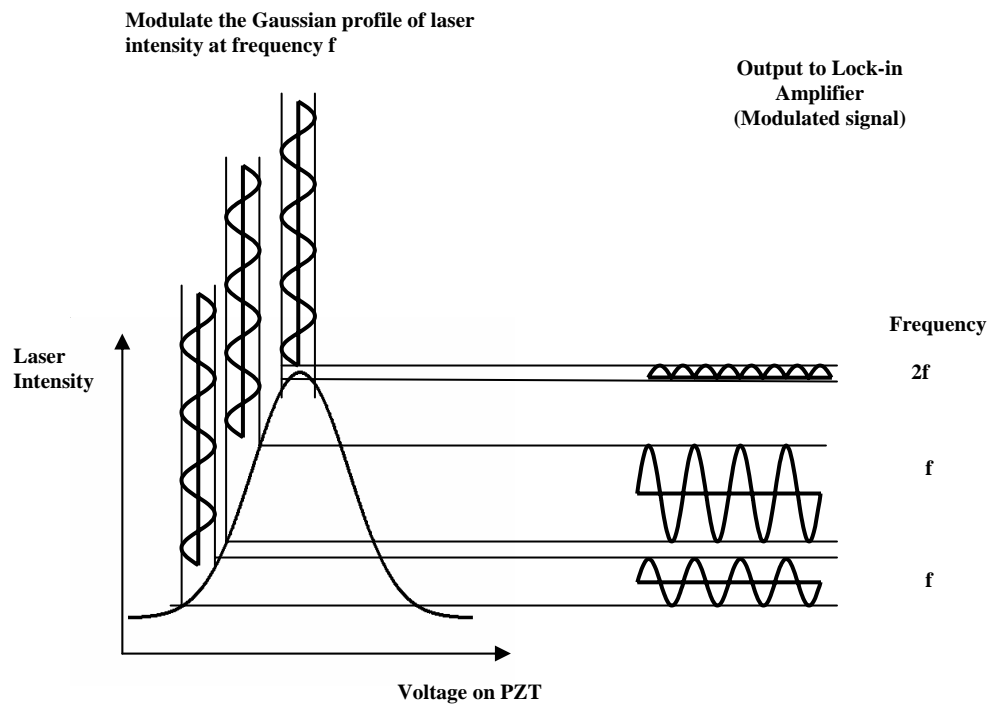 Modulate the Gaussian profile of laser
intensity at frequency f
Output to Lock-in
Amplifier
(Modulated signal)
Frequency
Laser
Intensity
2f
f
f
Voltage on PZT